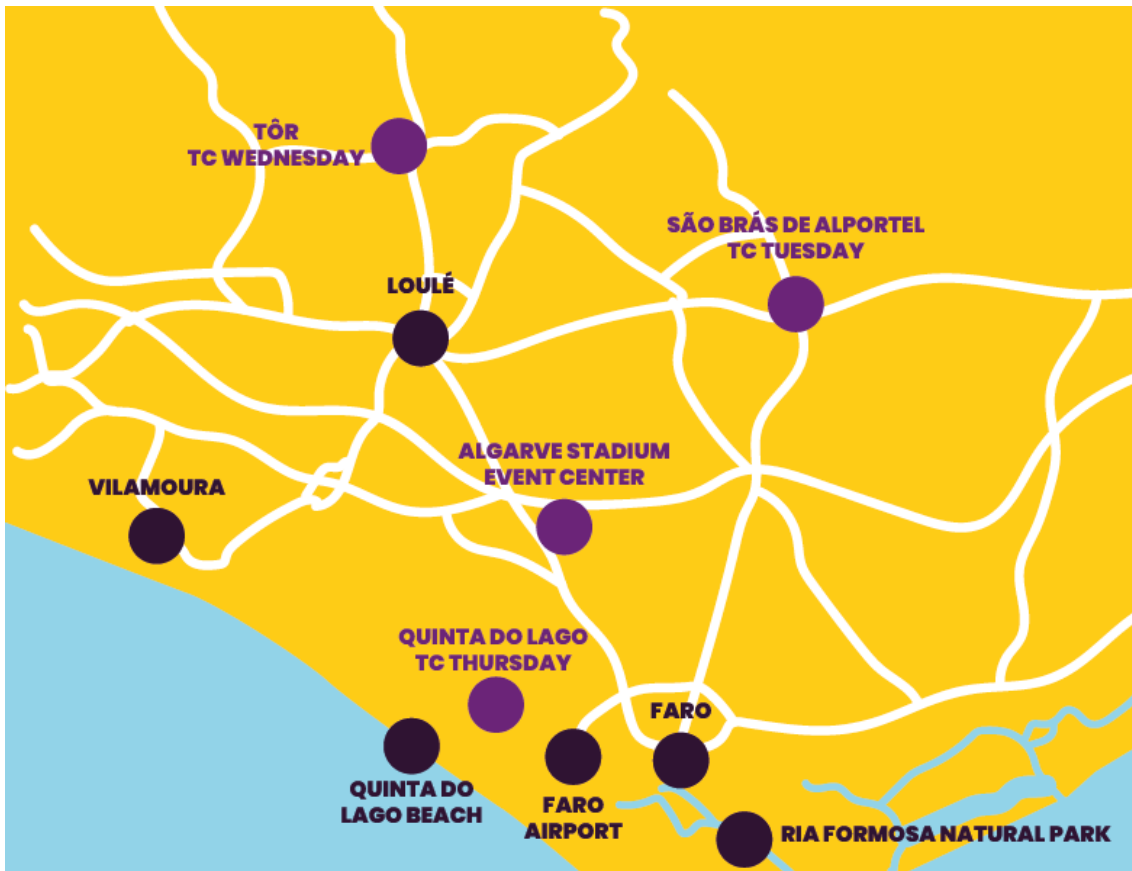 TÔR
TC WEDNESDAY
SÃO BRÁS DE ALPORTEL
TC TUESDAY
LOULÉ
ALGARVE STADIUM
EVENT CENTER
VILAMOURA
QUINTA DO LAGO
TC THURSDAY
FARO
QUINTA DO
LAGO BEACH
FARO
AIRPORT
RIA FORMOSA NATURAL PARK